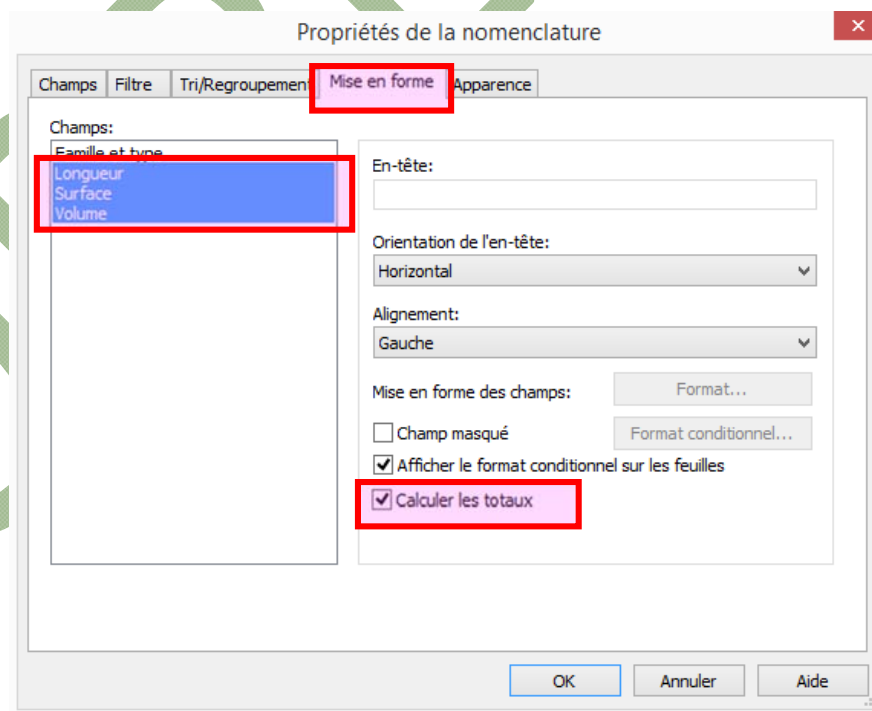 Propriétés de la nomenclature
Champs Filtre Tri/Regroupement Mise en forme Apparence
Champs:
Famille et type
Longueur
Surface
Volume
En-tête:
Orientation de l'en-tête:
Horizontal
Alignement:
Gauche
Mise en forme des champs: Format...
Champ masqué Format conditionnel...
Afficher le format conditionnel sur les feuilles
Calculer les totaux
OK Annuler Aide